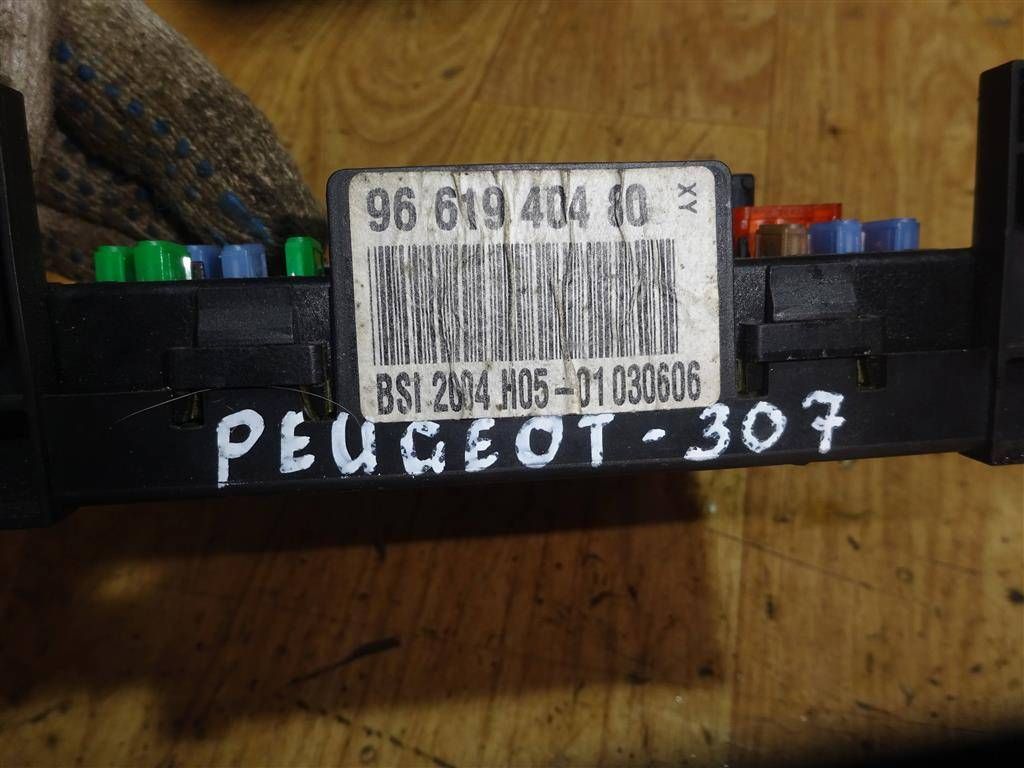 96 619 404 80
XY
BSI 2004 H05-01 030606
PEUGEOT-307